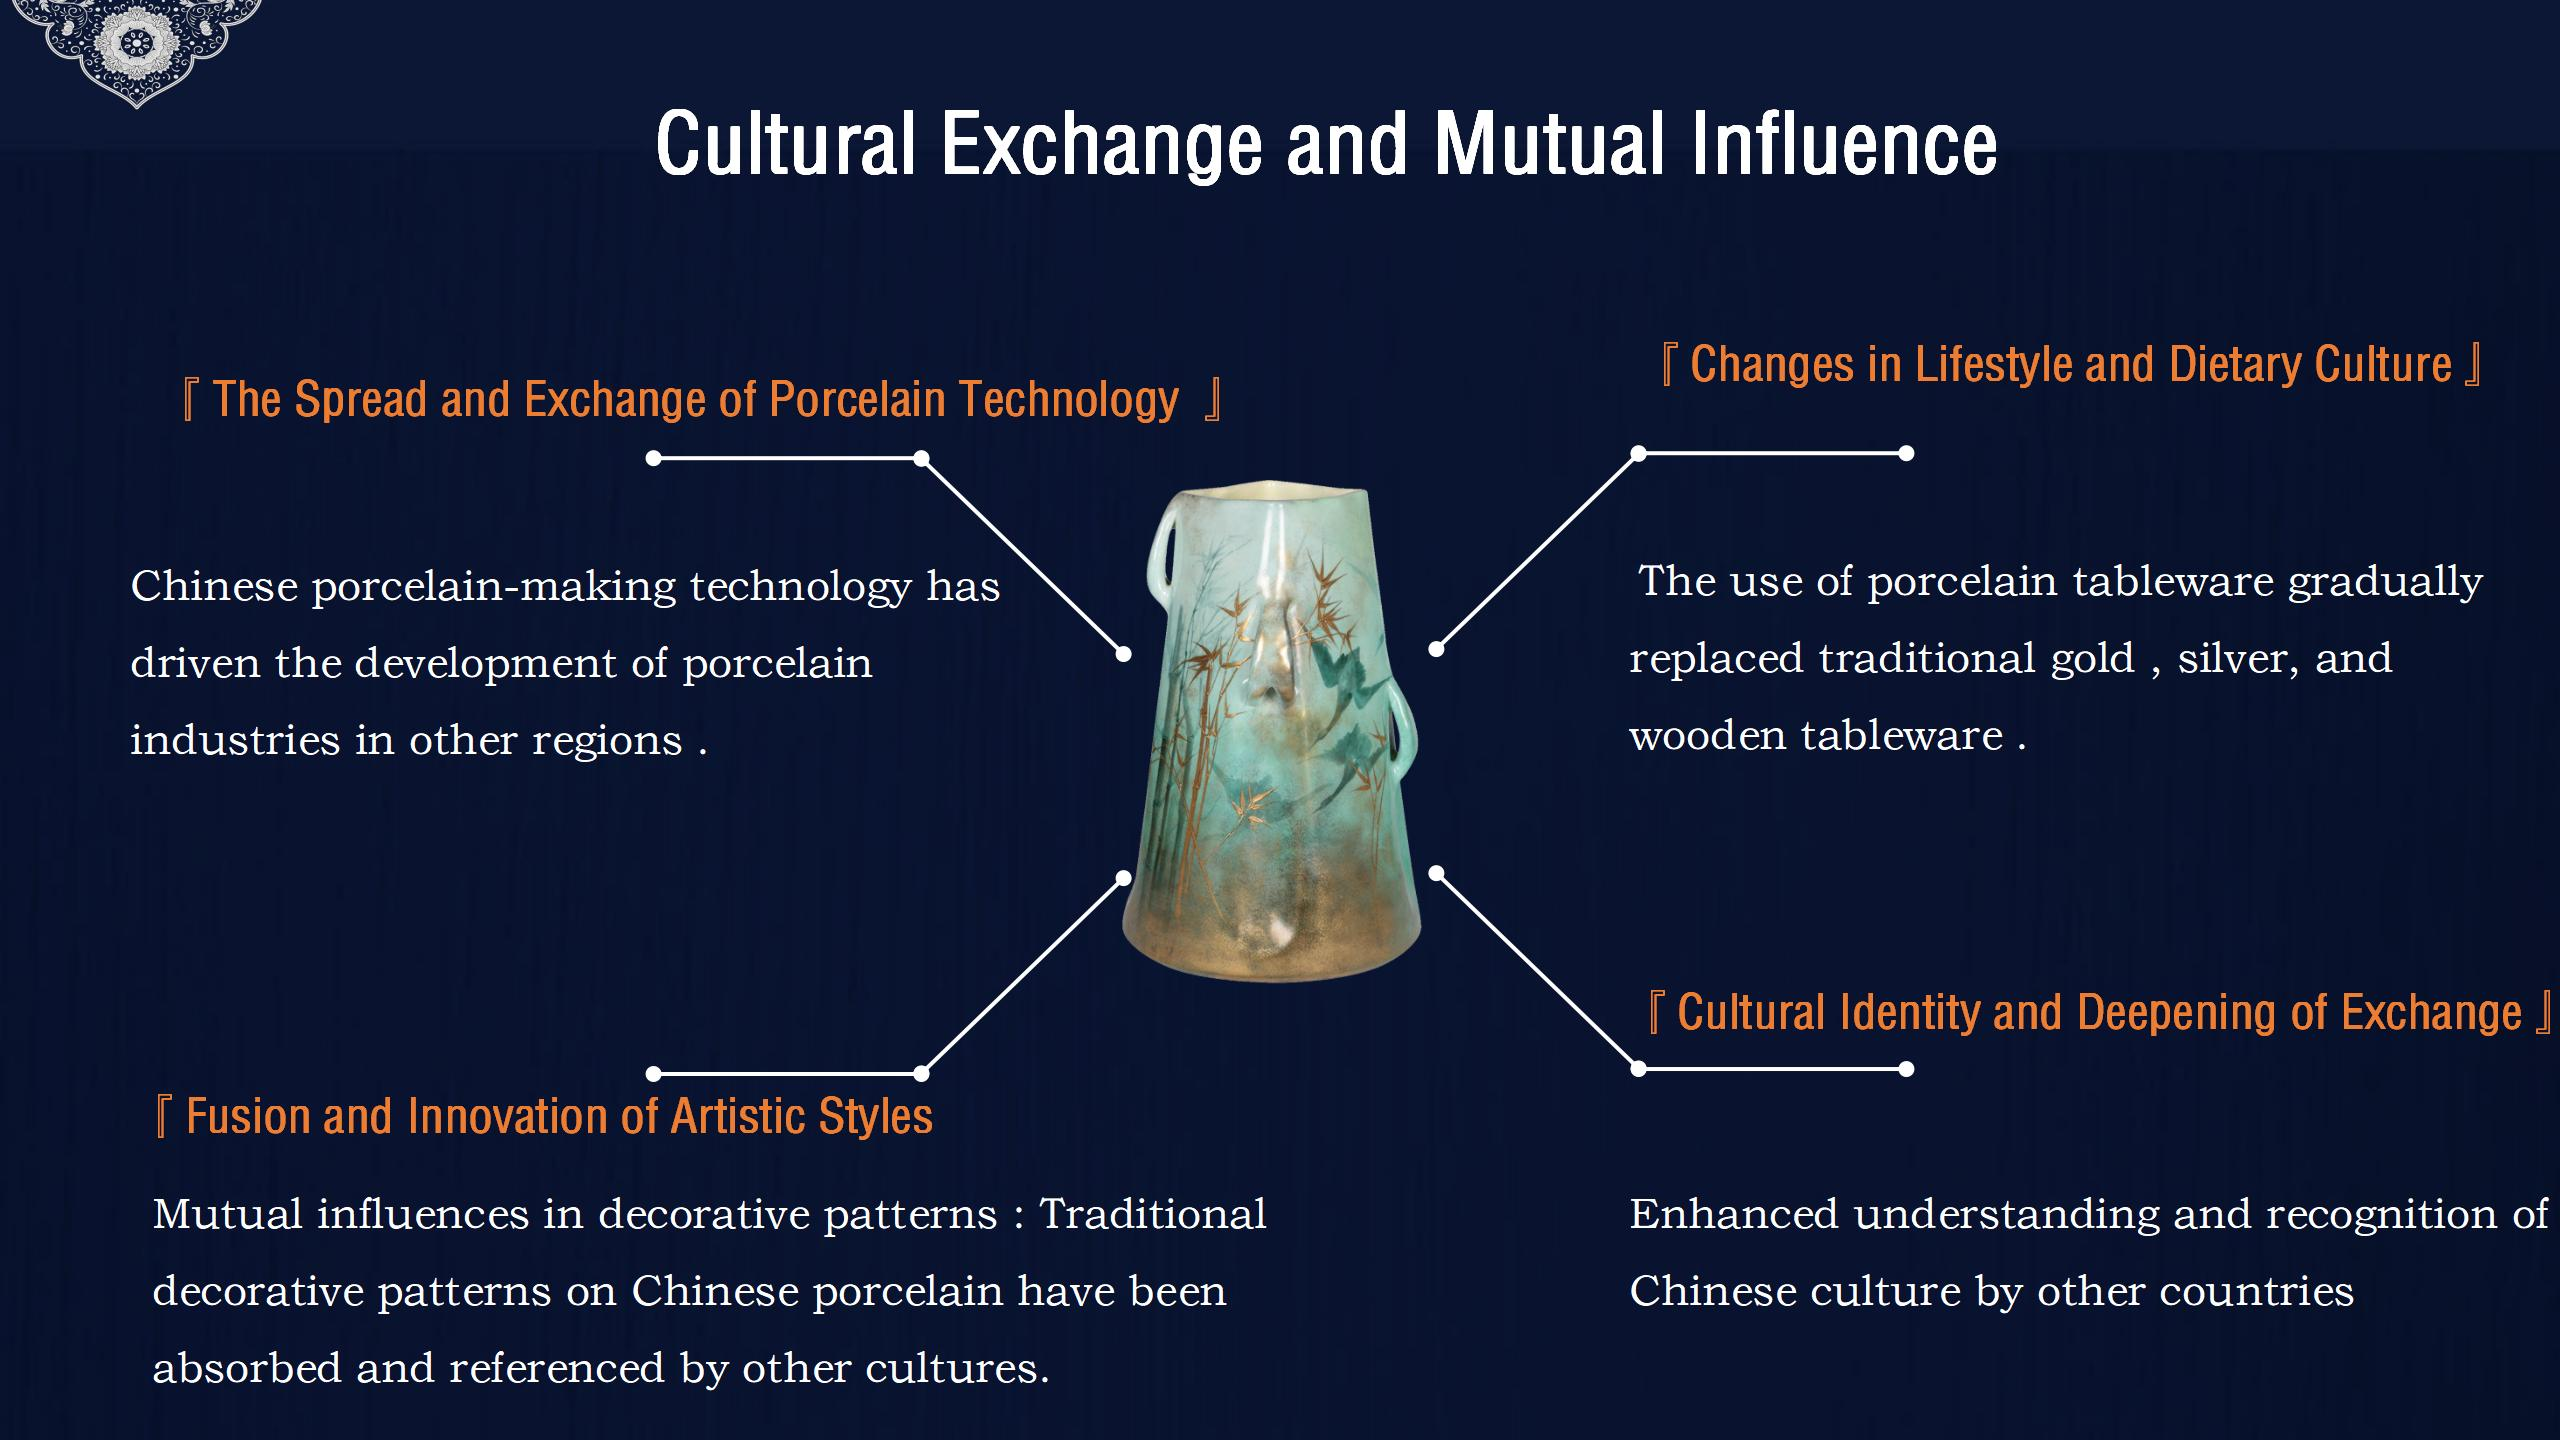 Cultural Exchange and Mutual Influence
『 The Spread and Exchange of Porcelain Technology 』
Chinese porcelain-making technology has
driven the development of porcelain
industries in other regions .
『 Changes in Lifestyle and Dietary Culture 』
The use of porcelain tableware gradually
replaced traditional gold , silver, and
wooden tableware .
『 Fusion and Innovation of Artistic Styles
Mutual influences in decorative patterns : Traditional
decorative patterns on Chinese porcelain have been
absorbed and referenced by other cultures.
『 Cultural Identity and Deepening of Exchange 』
Enhanced understanding and recognition of
Chinese culture by other countries